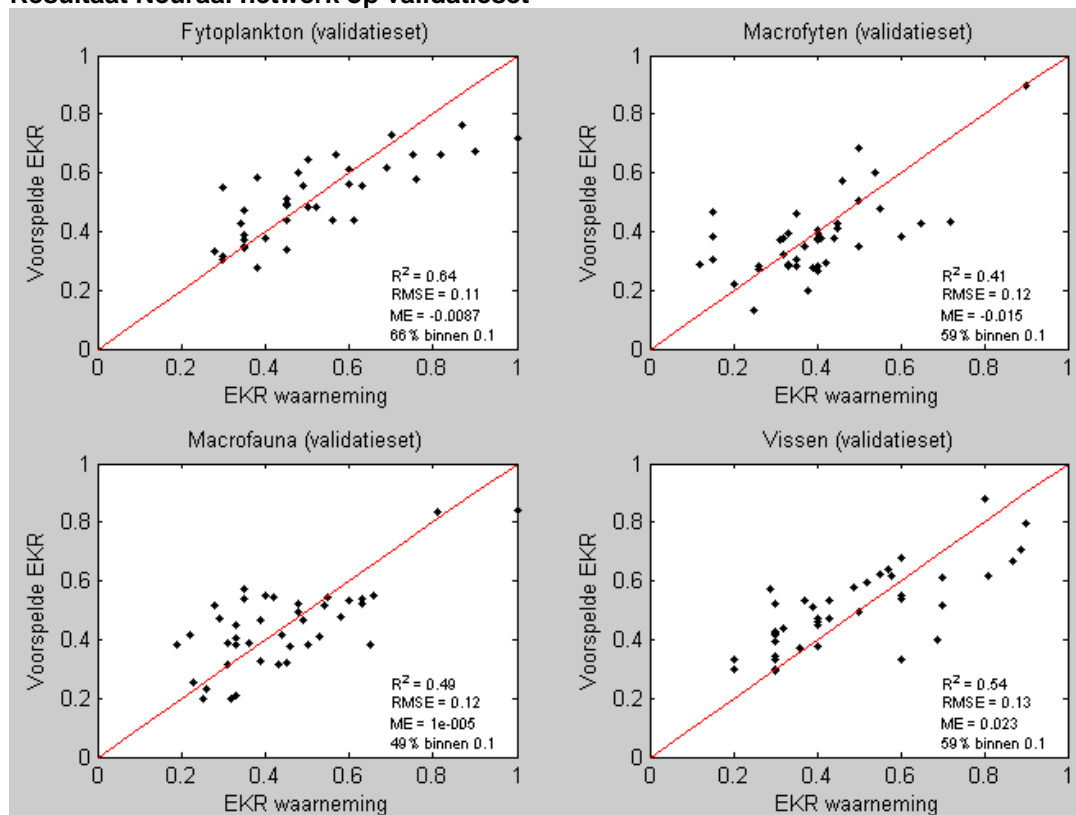 Resultaat Neuraal netwerk op validatieset
Fytoplankton (validatieset)
Voorspelde EKR
1
0.8
0.6
0.4
0.2
0
R2 = 0.64
RMSE = 0.11
ME = -0.0087
66% binnen 0.1
0 0.2 0.4 0.6 0.8 1
EKR waarneming
Macrofyten (validatieset)
Voorspelde EKR
1
0.8
0.6
0.4
0.2
0
R2 = 0.41
RMSE = 0.12
ME = -0.015
59% binnen 0.1
0 0.2 0.4 0.6 0.8 1
EKR waarneming
Macrofauna (validatieset)
Voorspelde EKR
1
0.8
0.6
0.4
0.2
0
R2 = 0.49
RMSE = 0.12
ME = 1e-005
49% binnen 0.1
0 0.2 0.4 0.6 0.8 1
EKR waarneming
Vissen (validatieset)
Voorspelde EKR
1
0.8
0.6
0.4
0.2
0
R2 = 0.54
RMSE = 0.13
ME = 0.023
59% binnen 0.1
0 0.2 0.4 0.6 0.8 1
EKR waarneming